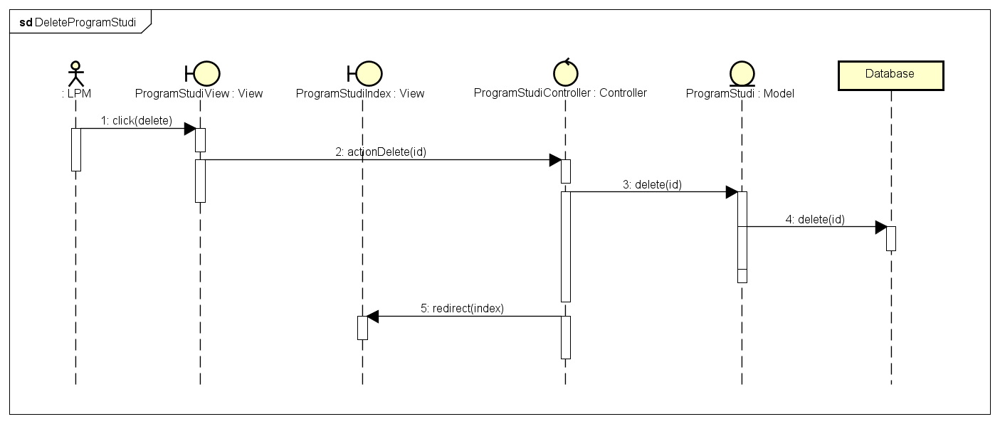 sd DeleteProgramStudi
: LPM
ProgramStudiView : View
ProgramStudiIndex : View
ProgramStudiController : Controller
ProgramStudi : Model
Database
1: click(delete)
2: actionDelete(id)
3: delete(id)
4: delete(id)
5: redirect(index)